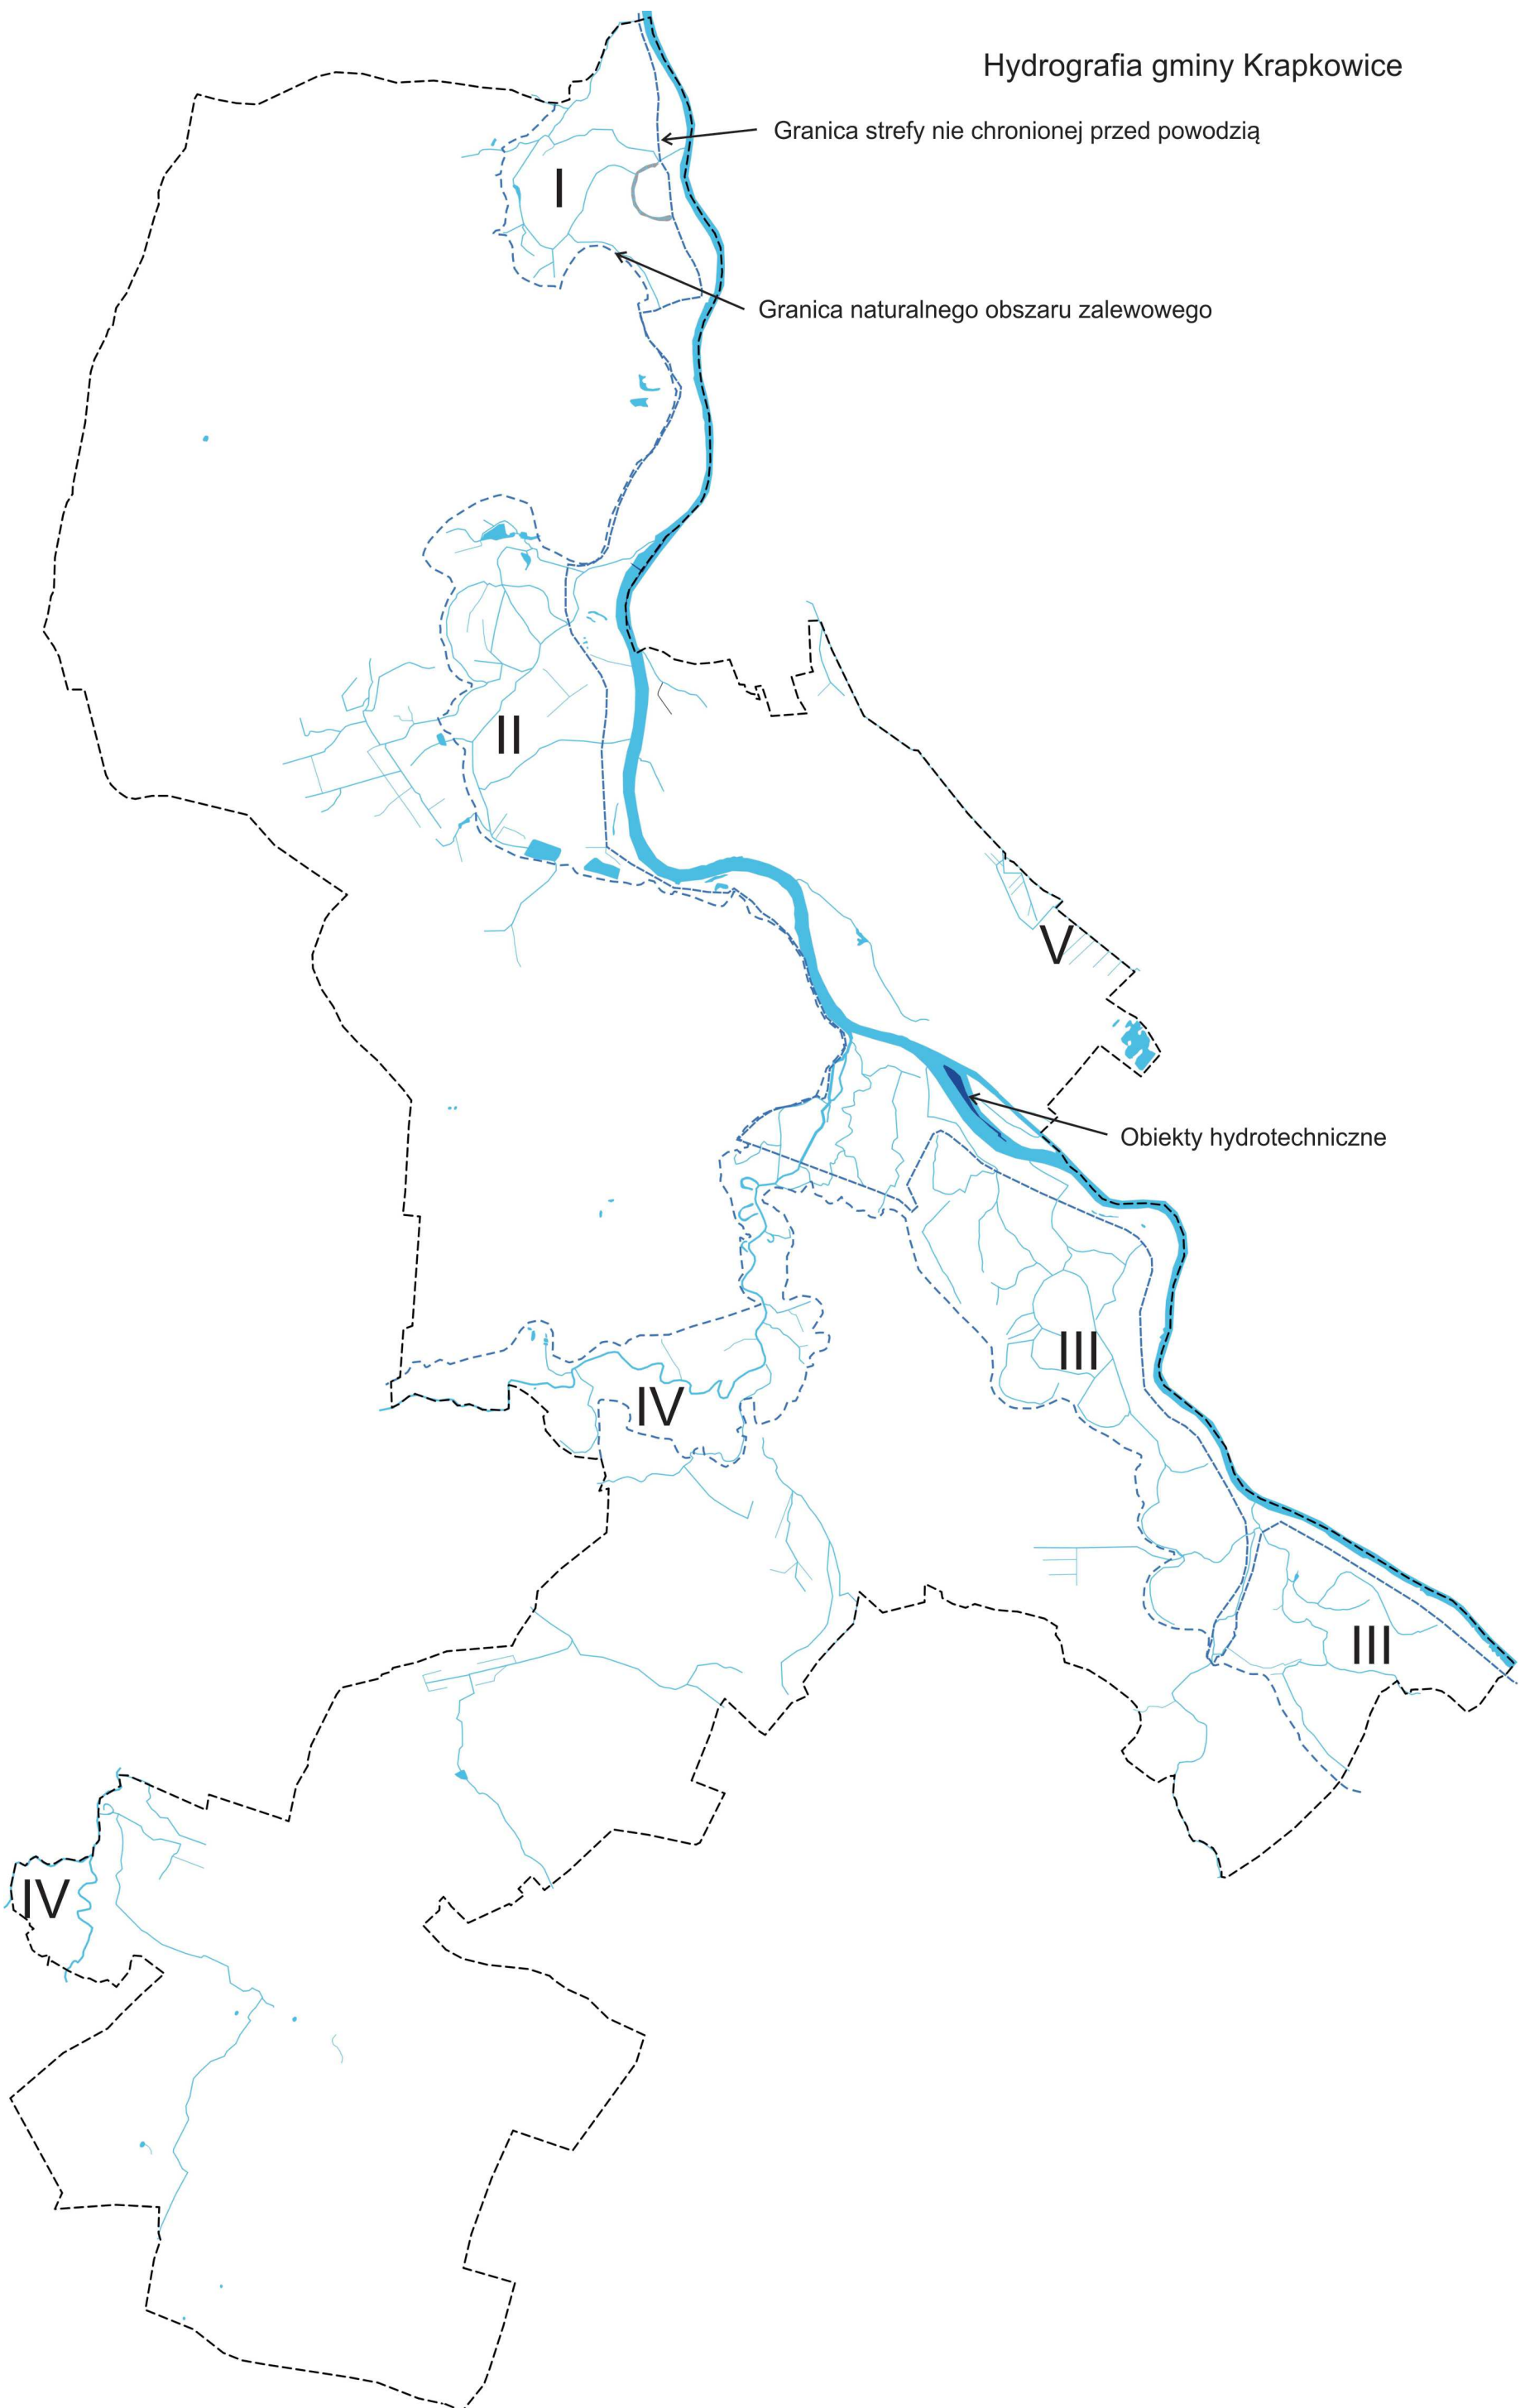 Hydrografia gminy Krapkowice
Granica strefy nie chronionej przed powodzią
I
Granica naturalnego obszaru zalewowego
II
V
Obiekty hydrotechniczne
III
IV
III
IV